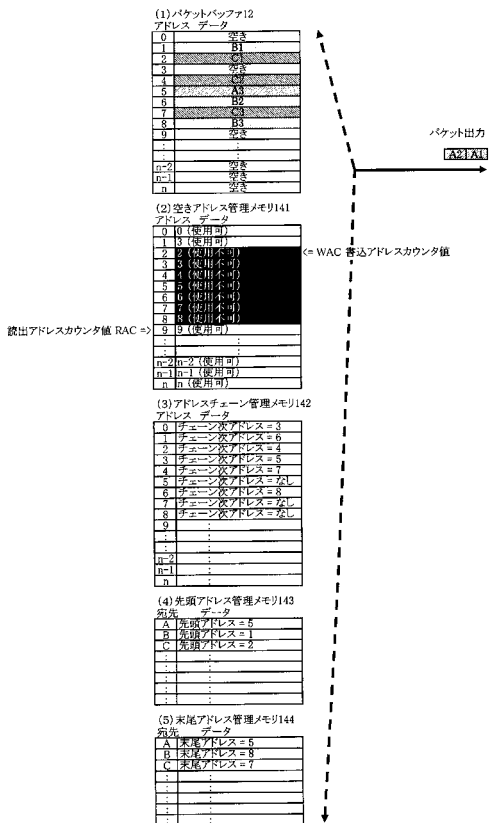 (1)パケットバッファ12
アドレス データ
0 空き
1 B1
2 C1
3 空き
4 C2
5 A3
6 B2
7 C3
8 B3
9 空き
: :
: :
n-2 空き
n-1 空き
n 空き
パケット出力
A2 A1
(2)空きアドレス管理メモリ141
アドレス データ
0 0 (使用可)
1 3 (使用可)
2 2 (使用不可)
3 3 (使用不可)
4 4 (使用不可)
5 5 (使用不可)
6 6 (使用不可)
7 7 (使用不可)
8 8 (使用不可)
9 9 (使用可)
: :
: :
n-2 n-2 (使用可)
n-1 n-1 (使用可)
n n (使用可)
<= WAC 書込アドレスカウンタ値
読出アドレスカウンタ値 RAC =>
(3)アドレスチェーン管理メモリ142
アドレス データ
0 チェーン次アドレス = 3
1 チェーン次アドレス = 6
2 チェーン次アドレス = 4
3 チェーン次アドレス = 5
4 チェーン次アドレス = 7
5 チェーン次アドレス = なし
6 チェーン次アドレス = 8
7 チェーン次アドレス = なし
8 チェーン次アドレス = なし
9 :
: :
: :
n-2 :
n-1 :
n :
(4)先頭アドレス管理メモリ143
宛先 データ
A 先頭アドレス = 5
B 先頭アドレス = 1
C 先頭アドレス = 2
: :
: :
: :
: :
: :
(5)末尾アドレス管理メモリ144
宛先 データ
A 末尾アドレス = 5
B 末尾アドレス = 8
C 末尾アドレス = 7
: :
: :
: :
: :
: :